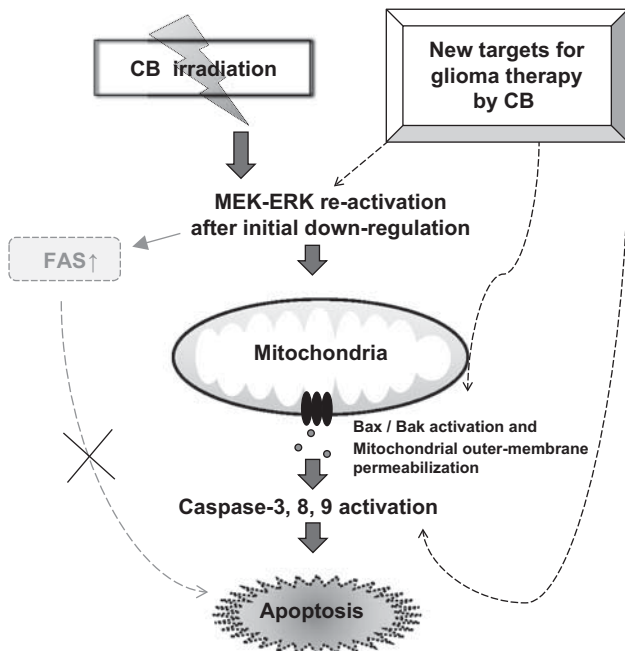 CB irradiation
New targets for
glioma therapy
by CB
MEK-ERK re-activation
after initial down-regulation
FAS↑
Mitochondria
Bax / Bak activation and
Mitochondrial outer-membrane
permeabilization
Caspase-3, 8, 9 activation
Apoptosis